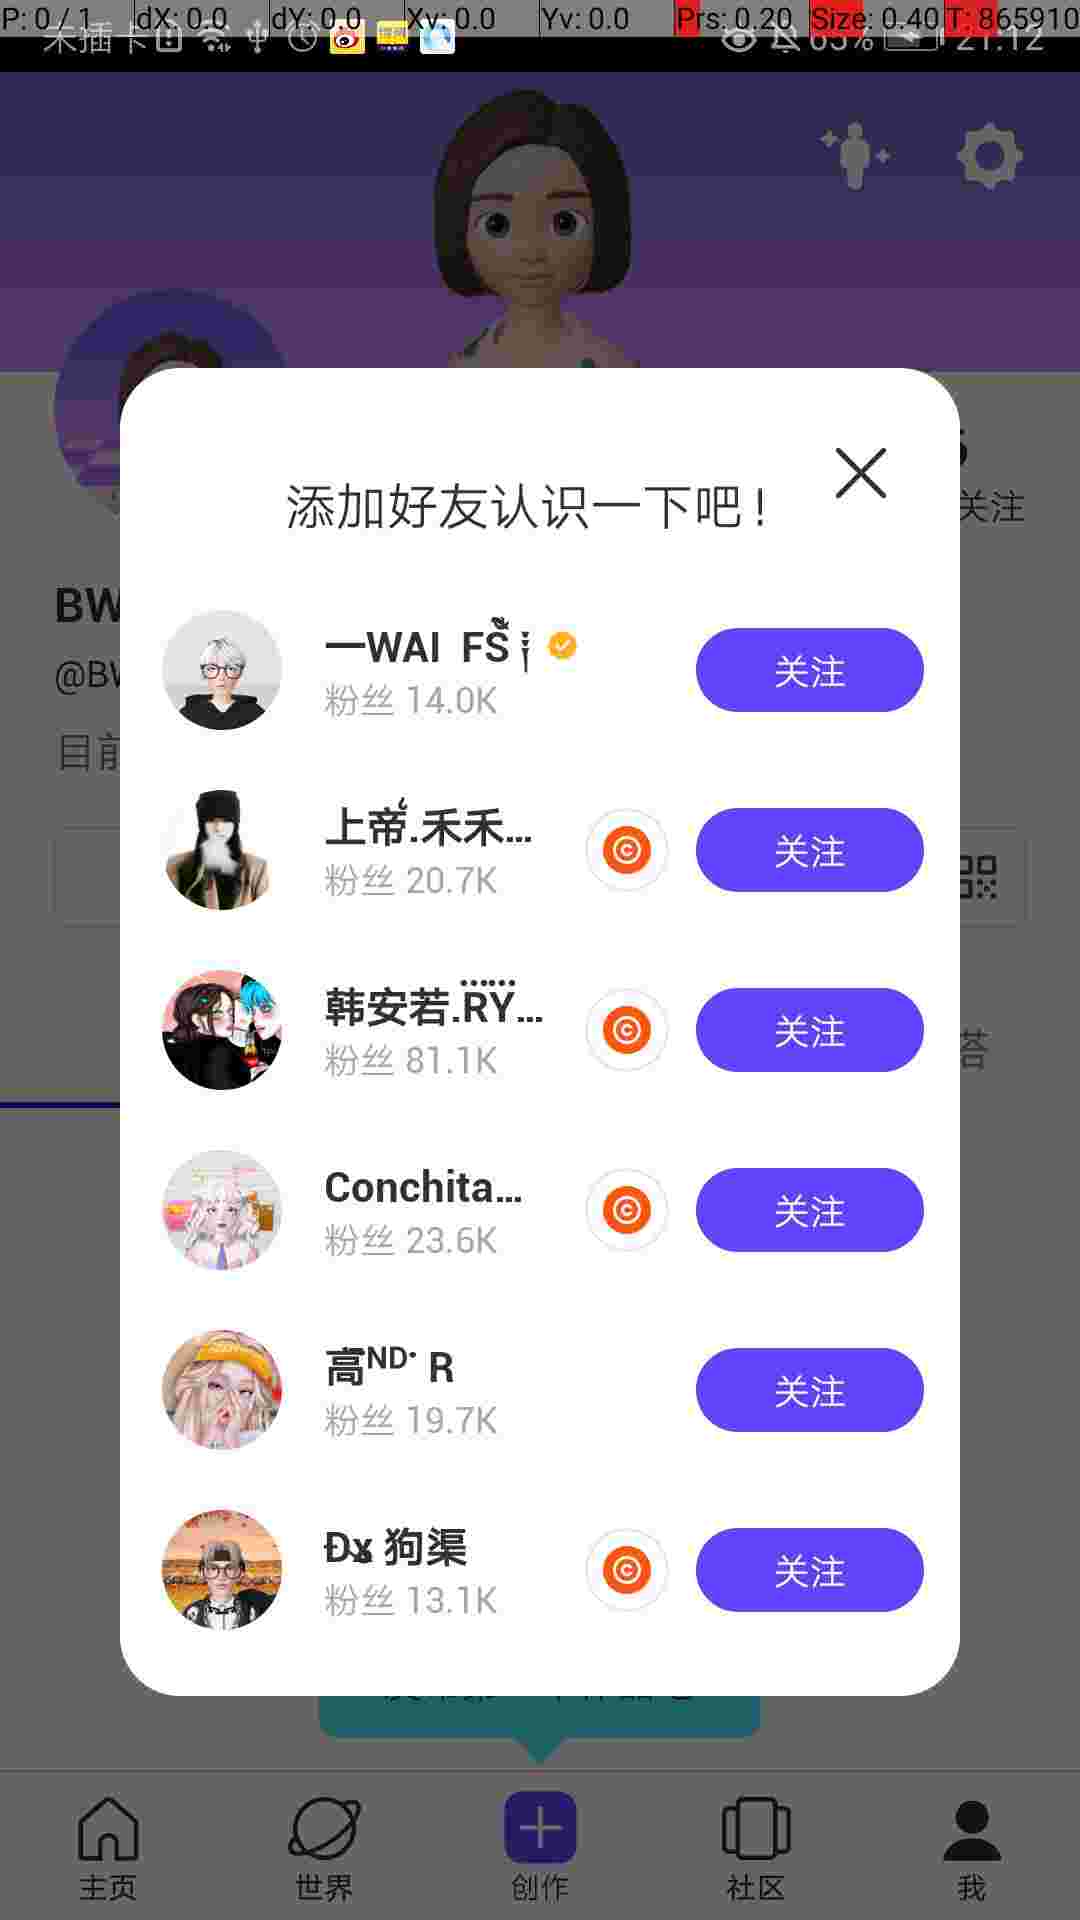 P: 0 / 1 dX: 0.0 dY: 0.0 Xv: 0.0 Yv: 0.0 Prs: 0.20 Size: 0.40 T: 865910
未插卡 63% 21:12
关注
添加好友认识一下吧!
BW
@BW
目前
一WAI FS
粉丝 14.0K
关注
上帝.禾禾...
粉丝 20.7K
关注
韩安若.RY...
粉丝 81.1K
关注
Conchita...
粉丝 23.6K
关注
高ᴺᴰ· R
粉丝 19.7K
关注
狗渠
粉丝 13.1K
关注
主页
世界
创作
社区
我